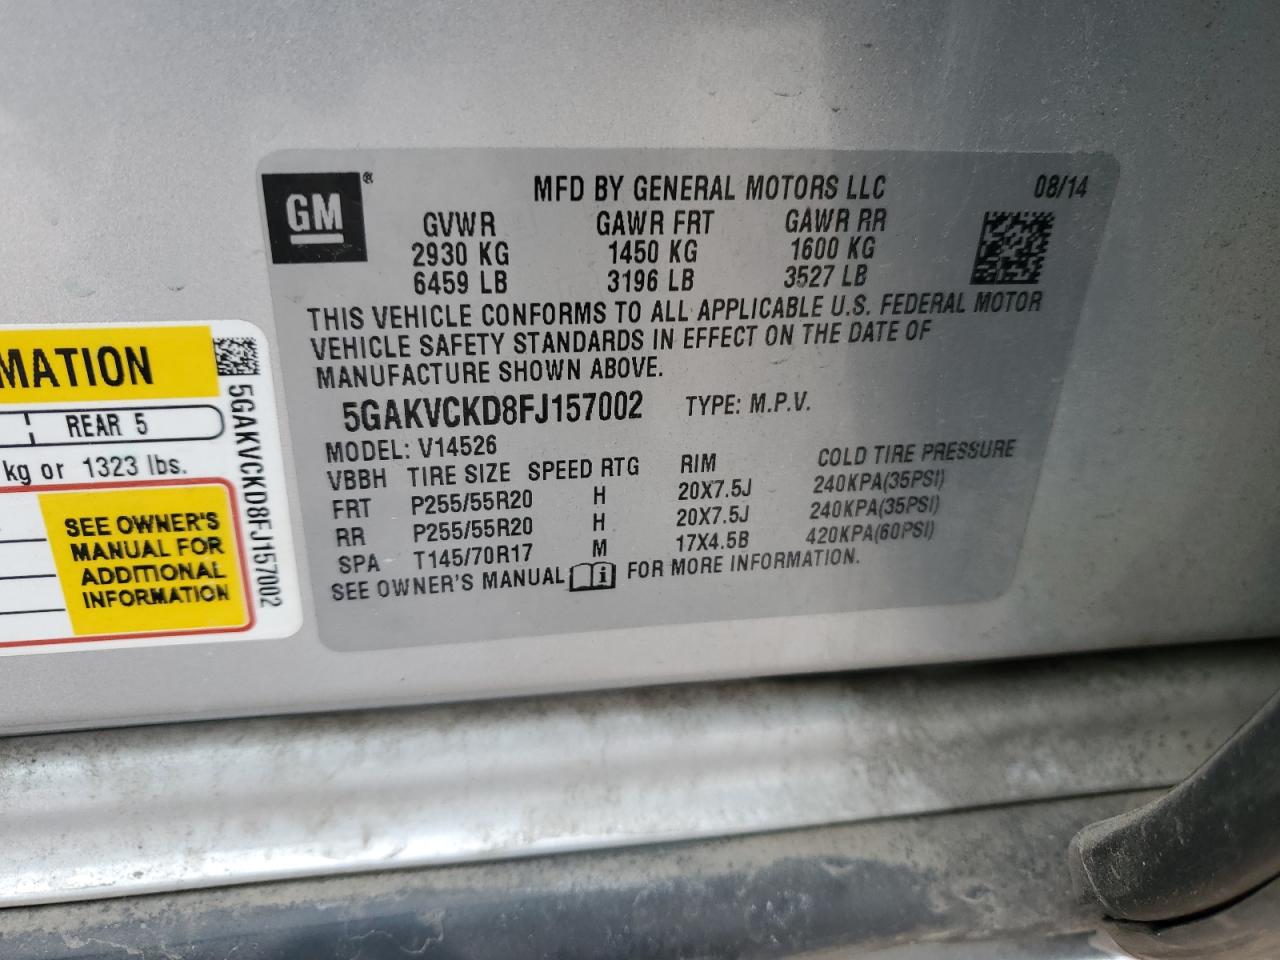 GM®
MFD BY GENERAL MOTORS LLC 08/14
GVWR GAWR FRT GAWR RR
2930 KG 1450 KG 1600 KG
6459 LB 3196 LB 3527 LB
THIS VEHICLE CONFORMS TO ALL APPLICABLE U.S. FEDERAL MOTOR
VEHICLE SAFETY STANDARDS IN EFFECT ON THE DATE OF
MANUFACTURE SHOWN ABOVE.
5GAKVCKD8FJ157002 TYPE: M.P.V.
MODEL: V14526
VBBH TIRE SIZE SPEED RTG RIM COLD TIRE PRESSURE
FRT P255/55R20 H 20X7.5J 240KPA(35PSI)
RR P255/55R20 H 20X7.5J 240KPA(35PSI)
SPA T145/70R17 M 17X4.5B 420KPA(60PSI)
SEE OWNER'S MANUAL i FOR MORE INFORMATION.
MATION
REAR 5
kg or 1323 lbs.
SEE OWNER'S
MANUAL FOR
ADDITIONAL
INFORMATION
5GAKVCKD8FJ157002